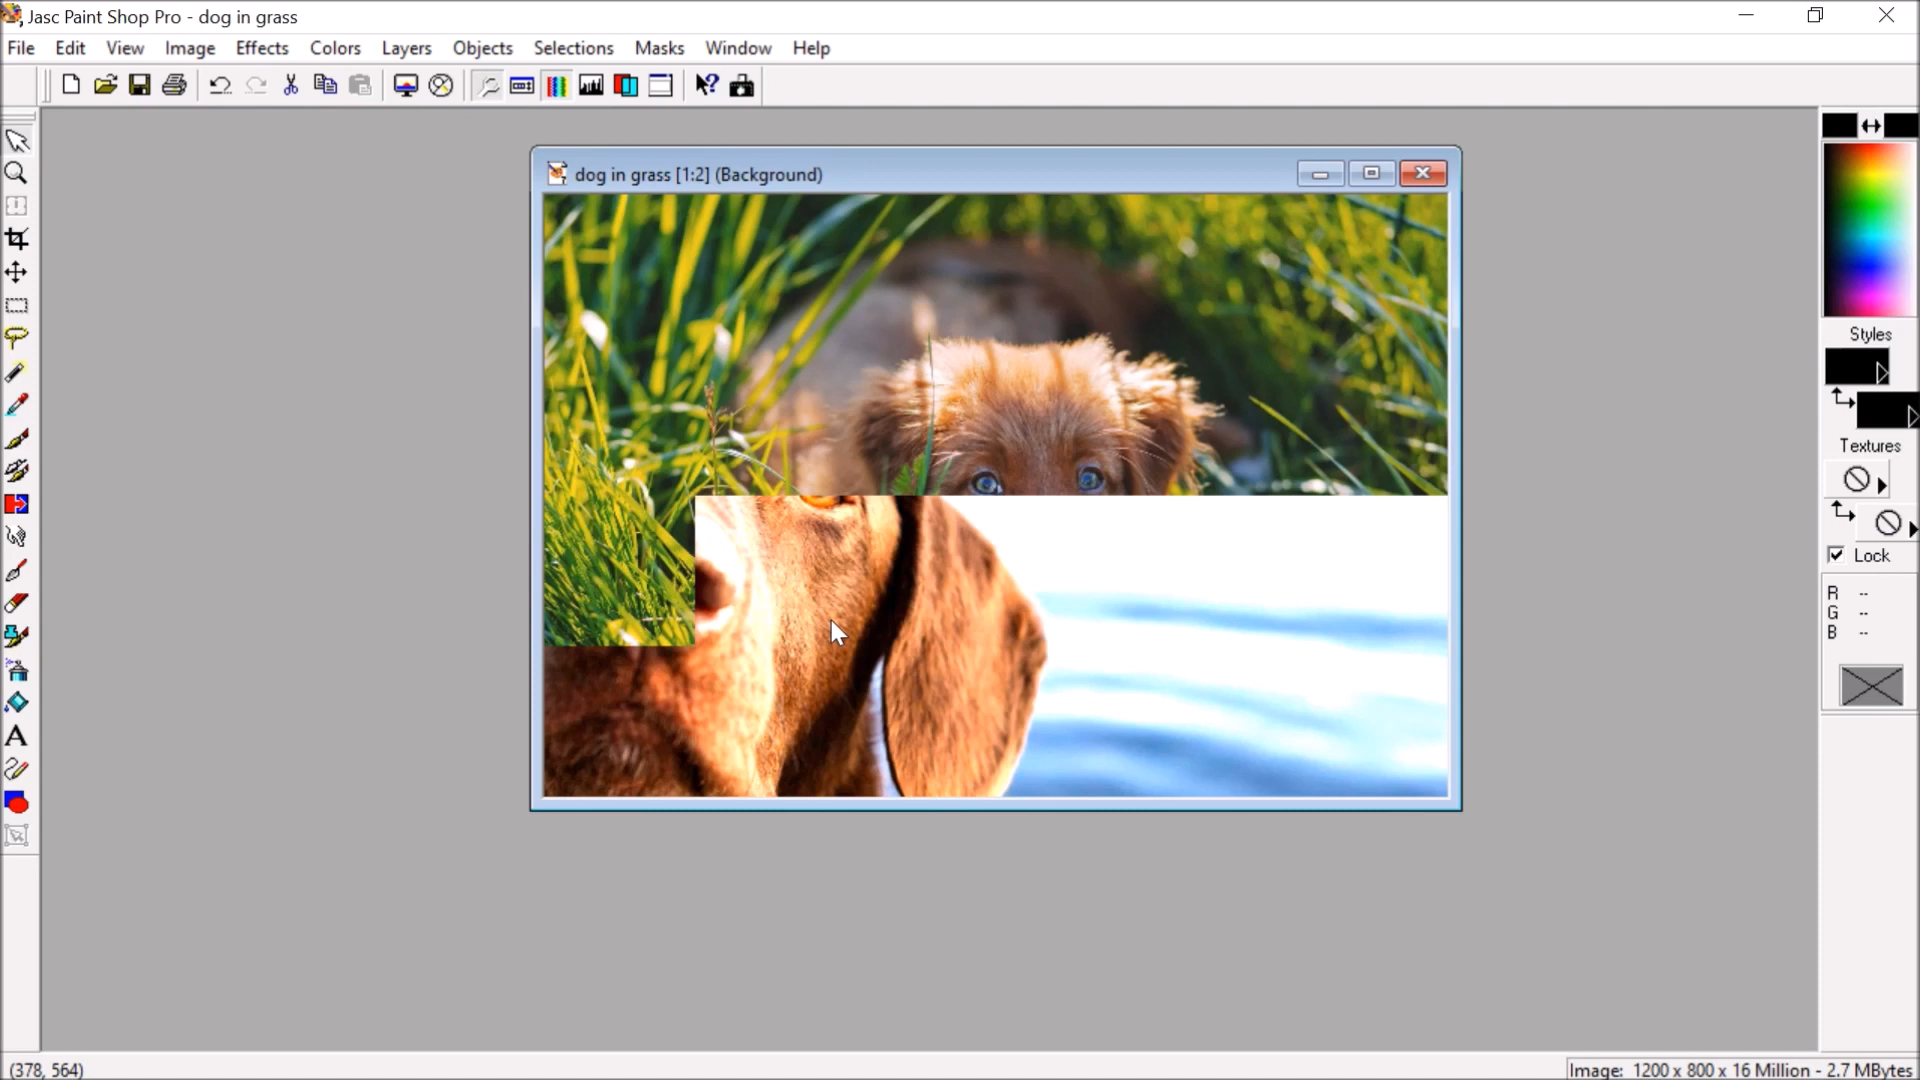 Jasc Paint Shop Pro - dog in grass
File Edit View Image Effects Colors Layers Objects Selections Masks Window Help
dog in grass [1:2] (Background)
Styles
Textures
Lock
R --
G --
B --
(378, 564)
Image: 1200 x 800 x 16 Million - 2.7 MBytes